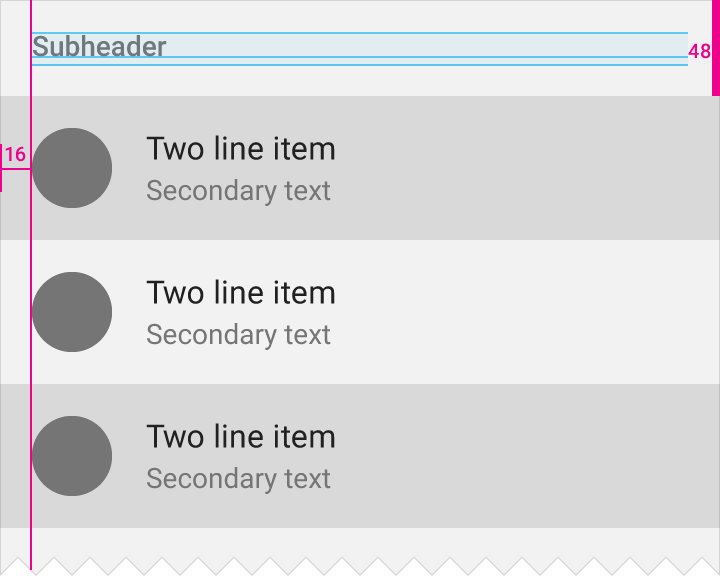 Subheader
48
16
Two line item
Secondary text
Two line item
Secondary text
Two line item
Secondary text